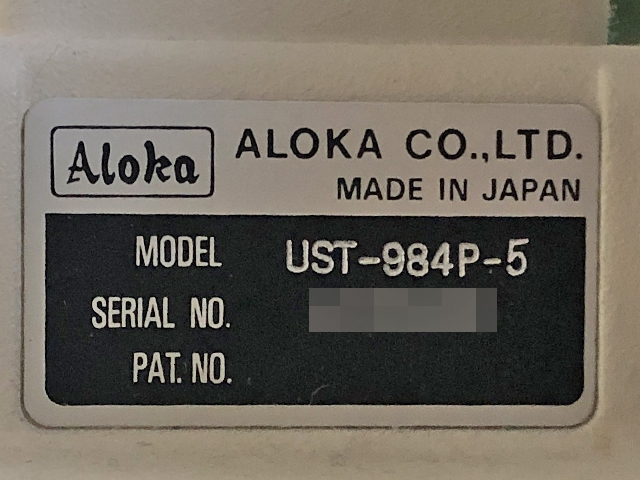 Aloka ALOKA CO.,LTD.
MADE IN JAPAN
MODEL UST-984P-5
SERIAL NO.
PAT. NO.